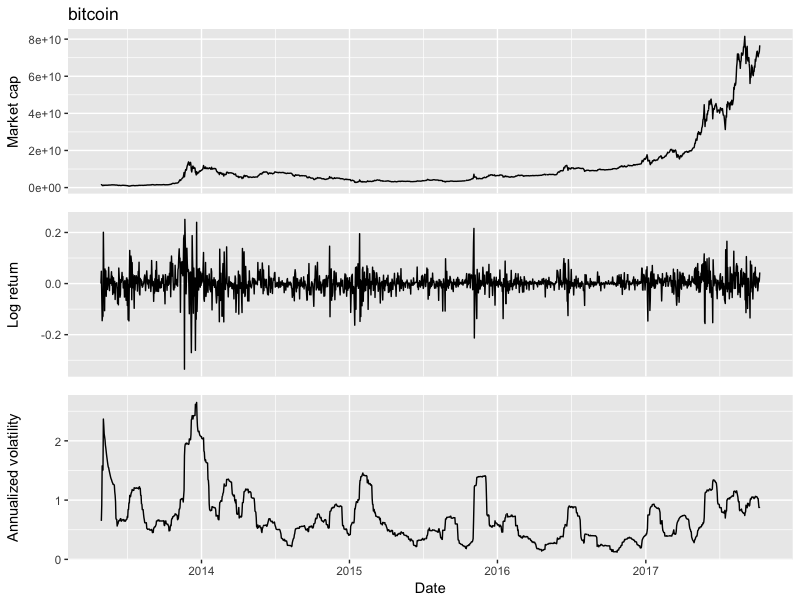 bitcoin
Market cap
8e+10
6e+10
4e+10
2e+10
0e+00
Log return
0.2
0.0
-0.2
Annualized volatility
2
1
0
2014 2015 2016 2017
Date